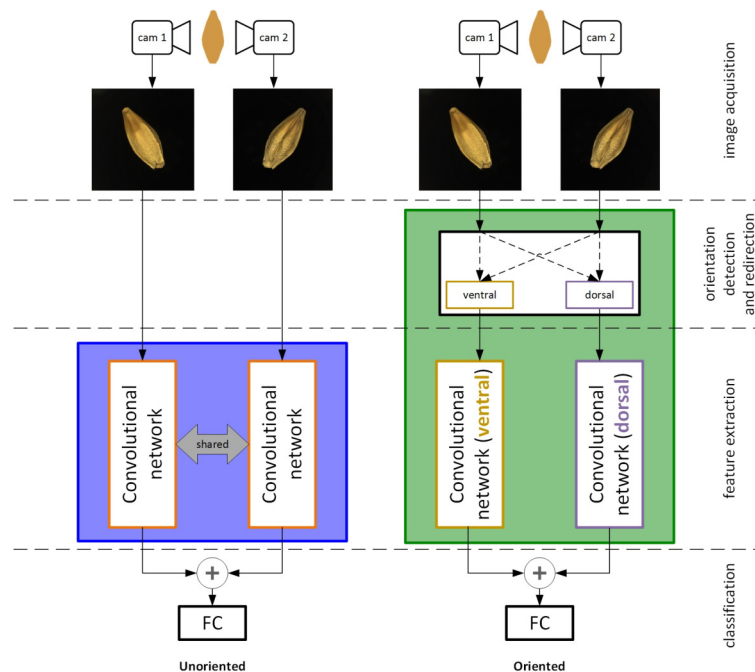 cam 1
cam 2
cam 1
cam 2
image acquisition
orientation
detection
and redirection
ventral
dorsal
Convolutional
network
shared
Convolutional
network
Convolutional
network (ventral)
Convolutional
network (dorsal)
feature extraction
+
+
FC
FC
classification
Unoriented
Oriented